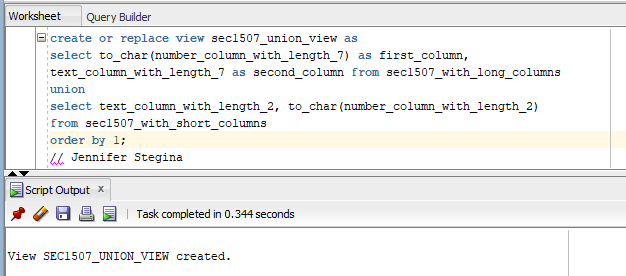 Worksheet Query Builder
create or replace view sec1507_union_view as
select to_char(number_column_with_length_7) as first_column,
text_column_with_length_7 as second_column from sec1507_with_long_columns
union
select text_column_with_length_2, to_char(number_column_with_length_2)
from sec1507_with_short_columns
order by 1;
// Jennifer Stegina
Script Output x
Task completed in 0.344 seconds
View SEC1507_UNION_VIEW created.